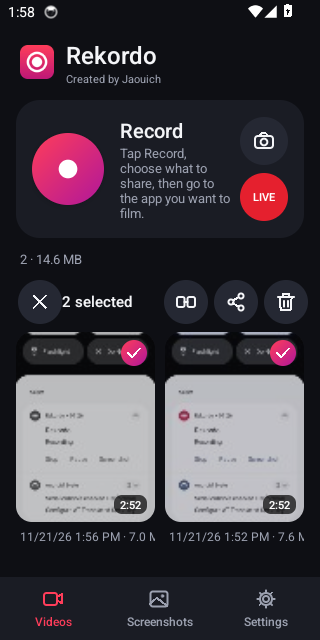 1:58
Rekordo
Created by Jaouich
Record
Tap Record,
choose what to
share, then go to
the app you want to
film.
LIVE
2 · 14.6 MB
2 selected
2:52
2:52
11/21/26 1:56 PM · 7.0 M
11/21/26 1:52 PM · 7.6 M
Videos
Screenshots
Settings